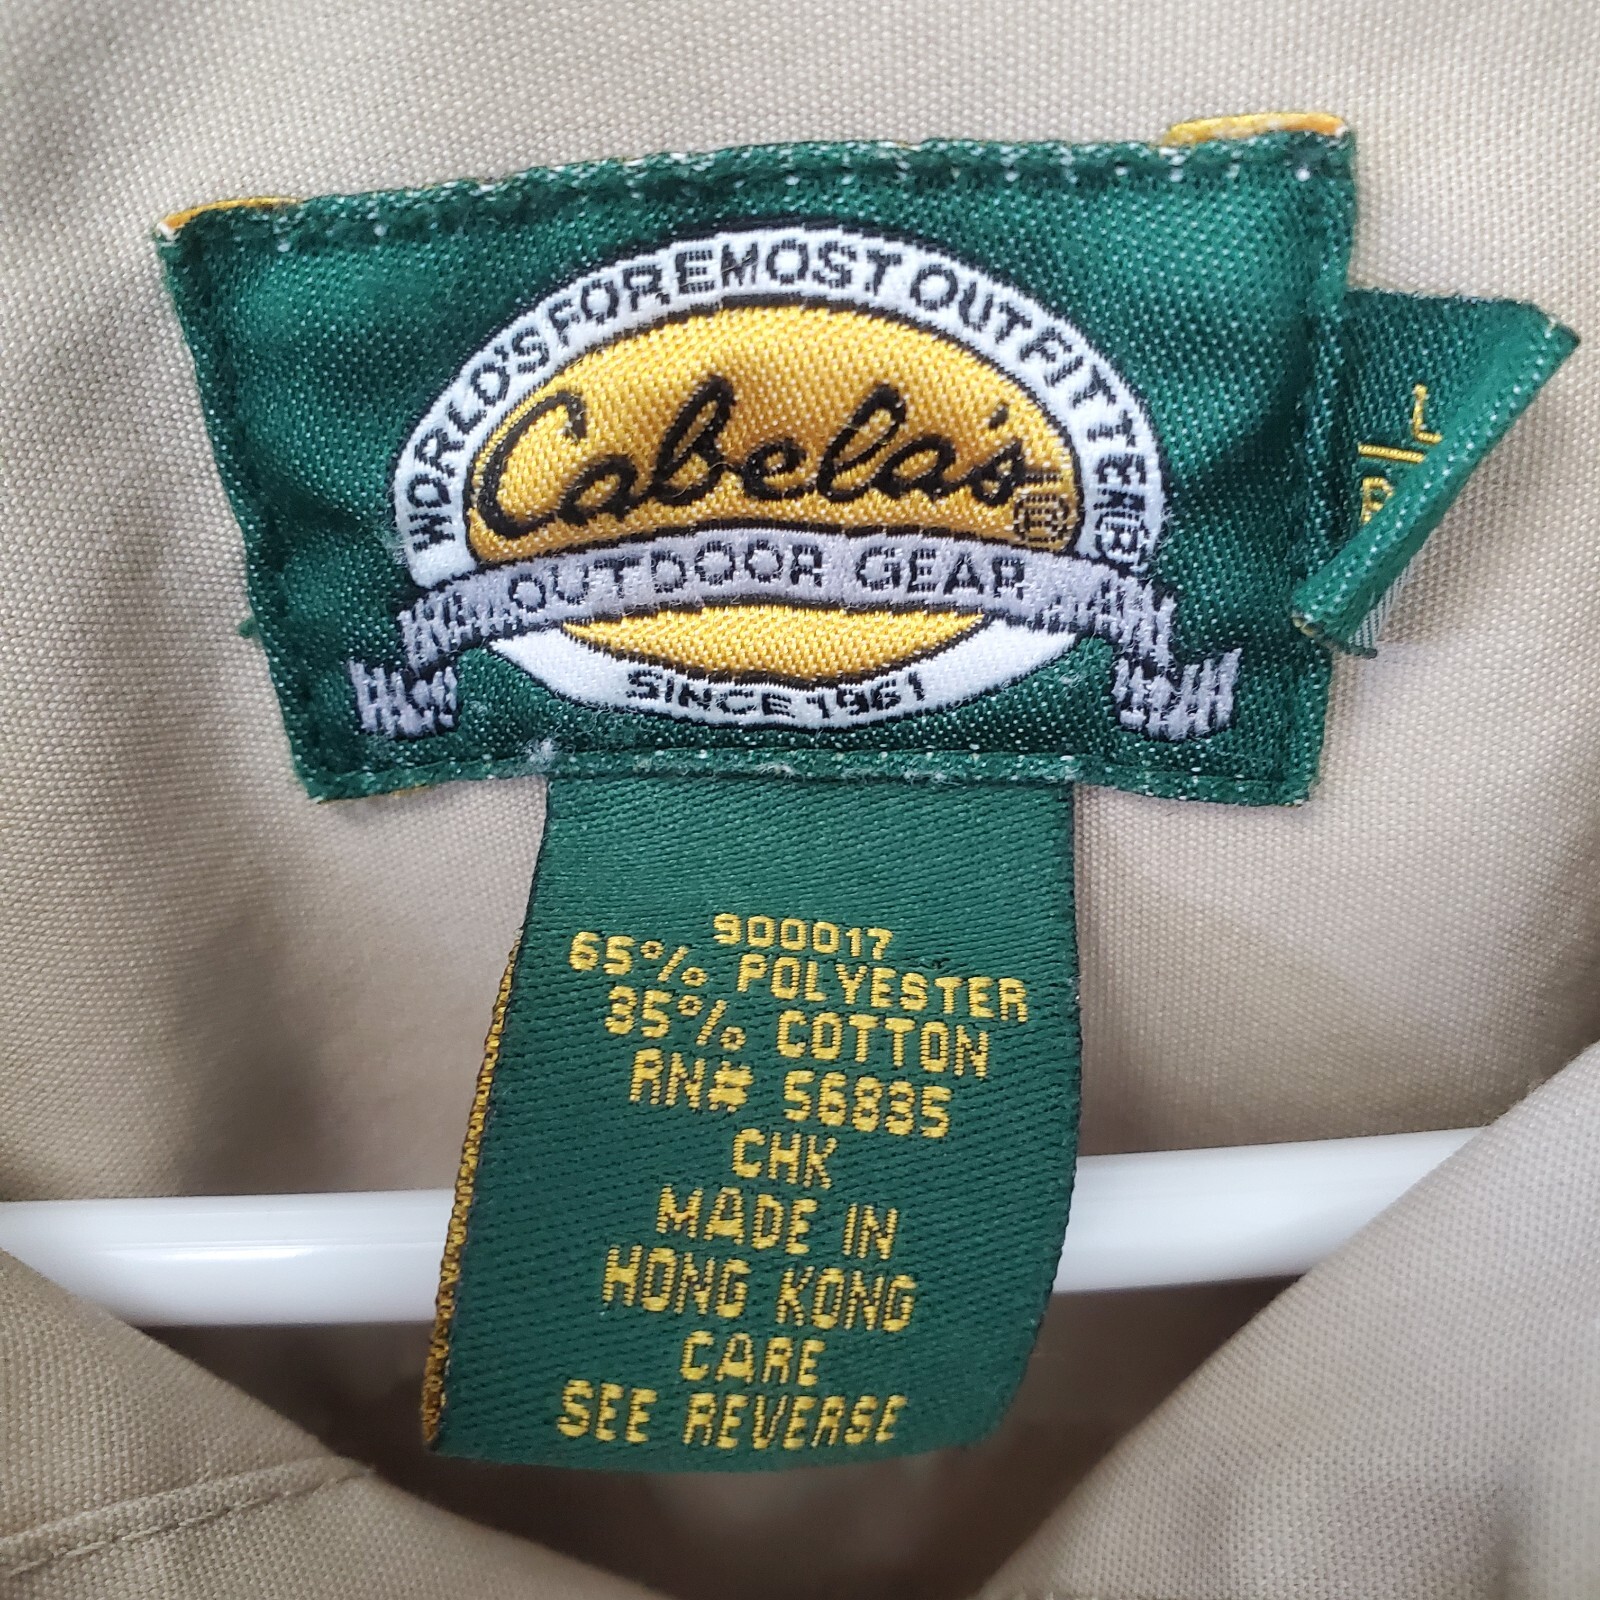 WORLD'S FOREMOST OUTFITTER®
Cabela's®
OUTDOOR GEAR
SINCE 1961
L
R
900017
65% POLYESTER
35% COTTON
RN# 56835
CHK
MADE IN
HONG KONG
CARE
SEE REVERSE